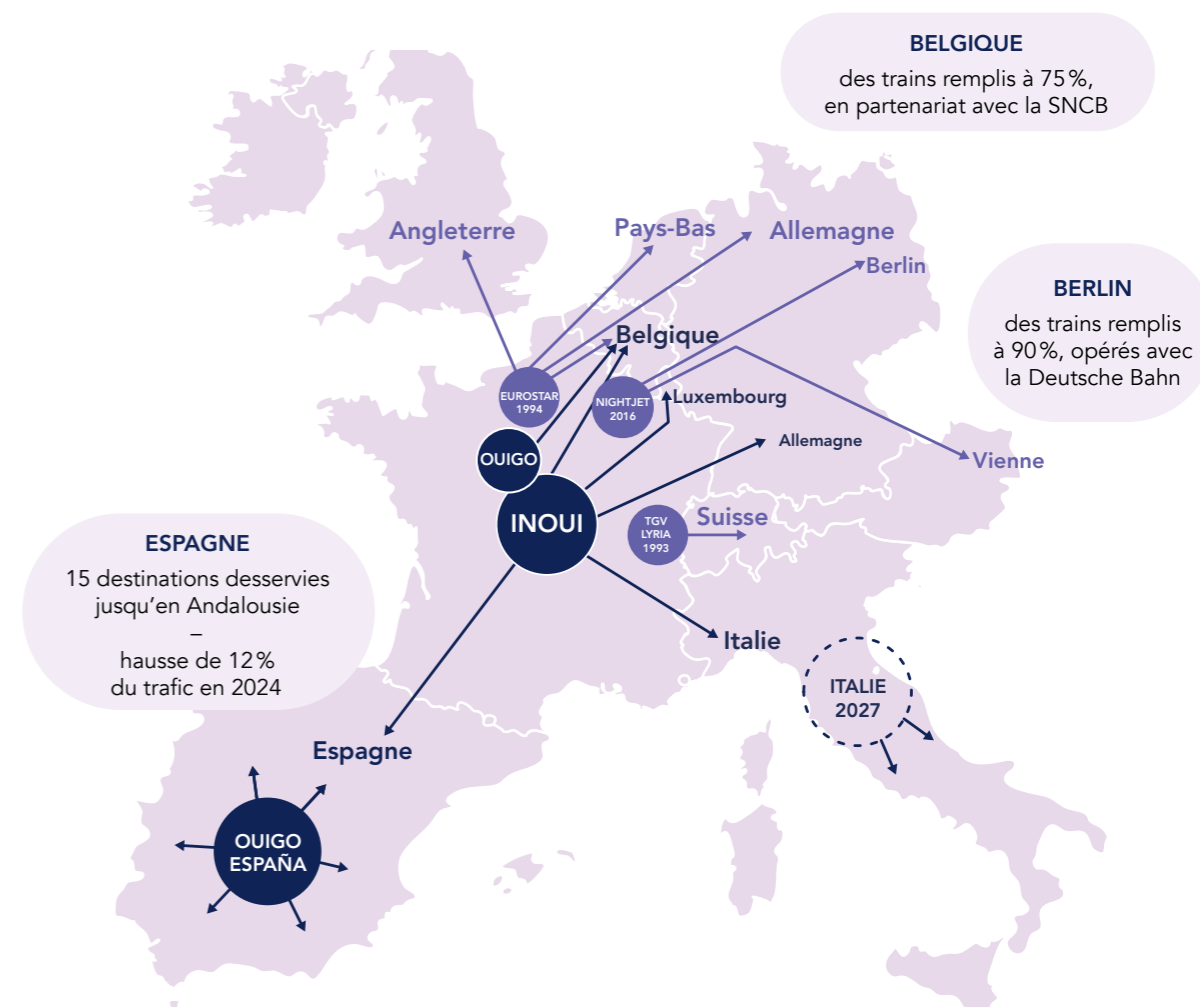 BELGIQUE
des trains remplis à 75 %,
en partenariat avec la SNCB
Angleterre
Pays-Bas
Allemagne
Berlin
BERLIN
des trains remplis
à 90 %, opérés avec
la Deutsche Bahn
Belgique
EUROSTAR
1994
NIGHTJET
2016
Luxembourg
Allemagne
OUIGO
Vienne
INOUI
TGV
LYRIA
1993
Suisse
ESPAGNE
15 destinations desservies
jusqu’en Andalousie
–
hausse de 12 %
du trafic en 2024
Italie
ITALIE
2027
Espagne
OUIGO
ESPAÑA